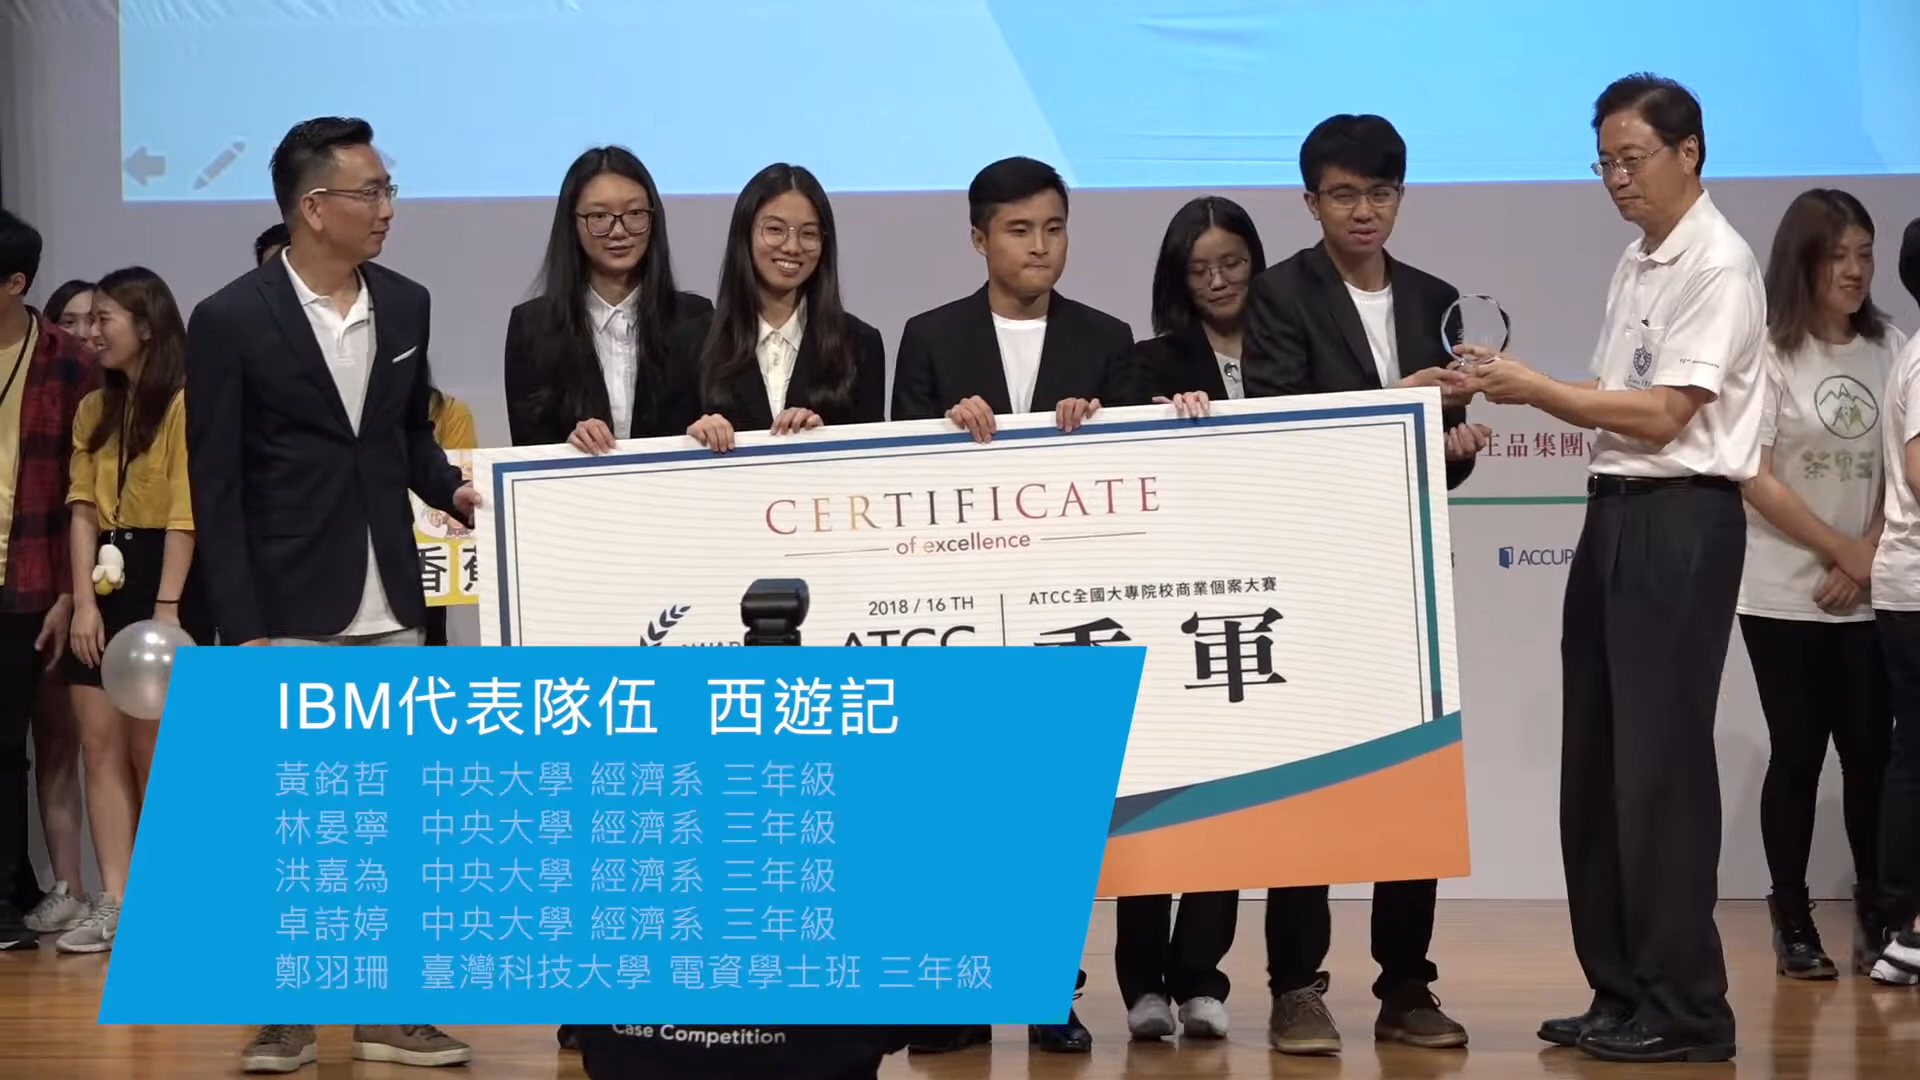 CERTIFICATE
of excellence
2018 / 16 TH
ATCC
ATCC全國大專院校商業個案大賽
季軍
王品集團
ACCUP
香蕉
IBM代表隊伍 西遊記
黃銘哲 中央大學 經濟系 三年級
林晏寧 中央大學 經濟系 三年級
洪嘉為 中央大學 經濟系 三年級
卓詩婷 中央大學 經濟系 三年級
鄭羽珊 臺灣科技大學 電資學士班 三年級
Case Competition